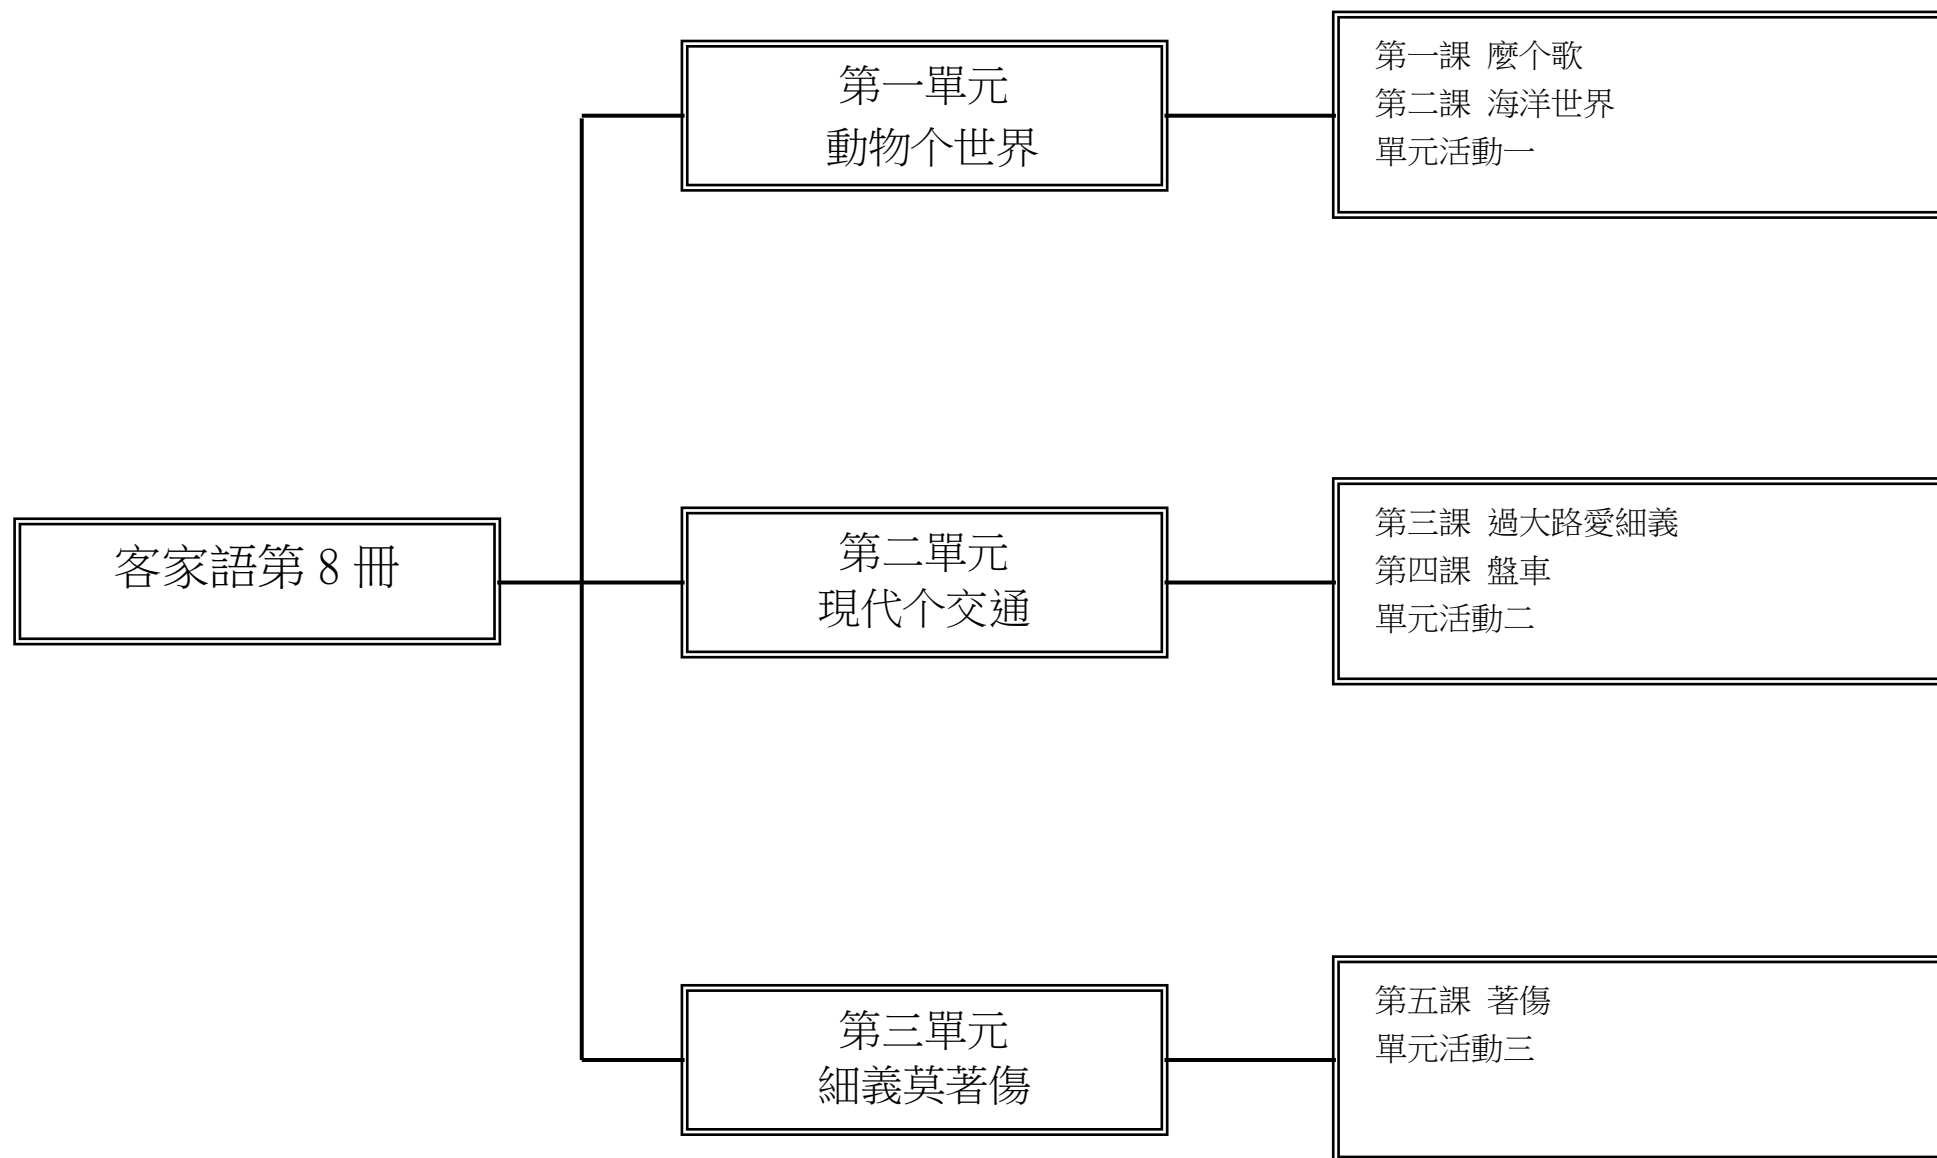 客家語第 8 冊
第一單元
動物个世界
第一課 麼个歌
第二課 海洋世界
單元活動一
第二單元
現代个交通
第三課 過大路愛細義
第四課 盤車
單元活動二
第三單元
細義莫著傷
第五課 著傷
單元活動三